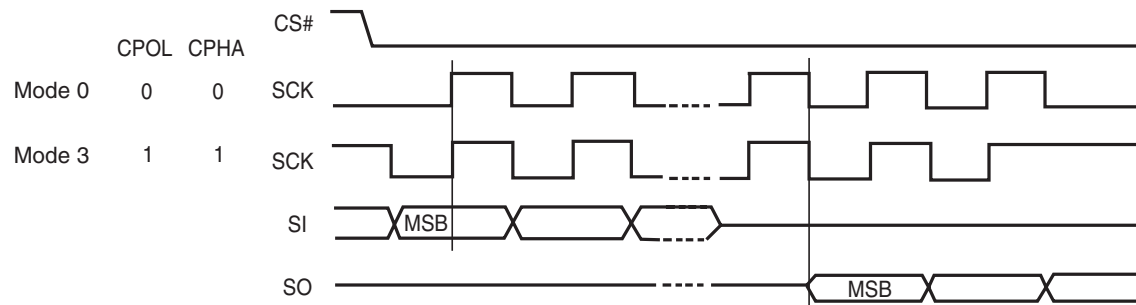 CS#
CPOL CPHA
Mode 0 0 0 SCK
Mode 3 1 1 SCK
SI MSB
SO MSB